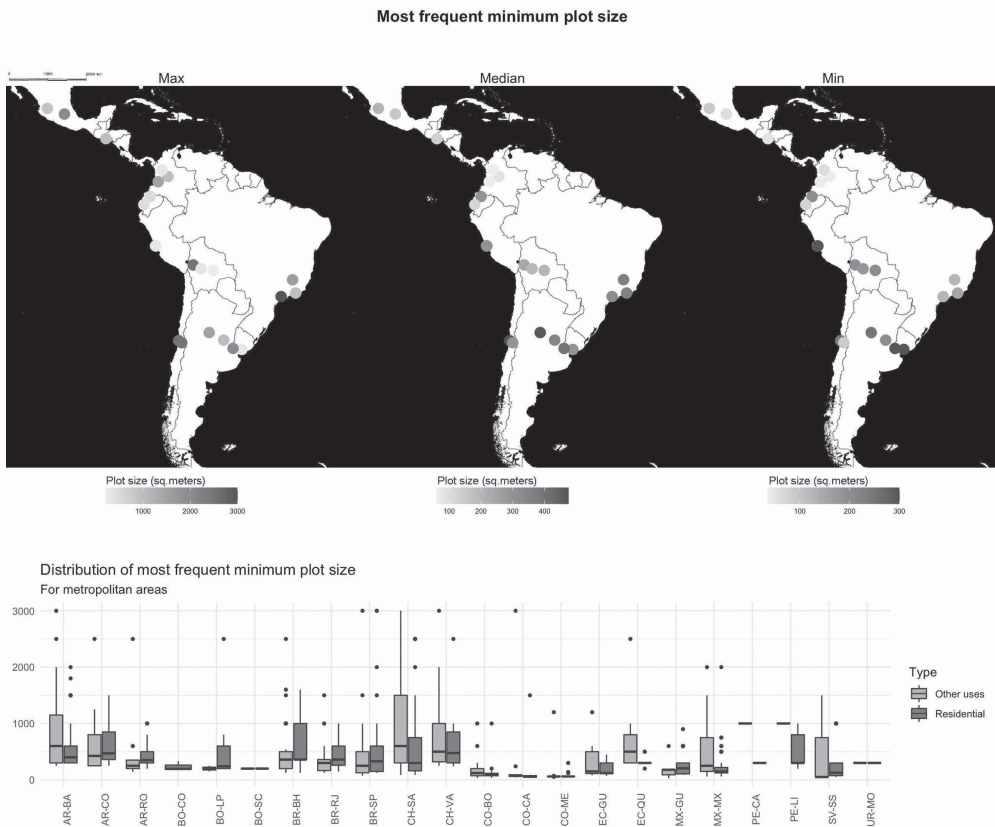 Most frequent minimum plot size
0 1000 2000 km
Max Median Min
Plot size (sq.meters) Plot size (sq.meters) Plot size (sq.meters)
1000 2000 3000 100 200 300 400 100 200 300
Distribution of most frequent minimum plot size
For metropolitan areas
3000
2000
1000
0
Type
Other uses
Residential
AR-BA AR-CO AR-RO BO-CO BO-LP BO-SC BR-BH BR-RJ BR-SP CH-SA CH-VA CO-BO CO-CA CO-ME EC-GU EC-QU MX-GU MX-MX PE-CA PE-LI SV-SS UR-MO